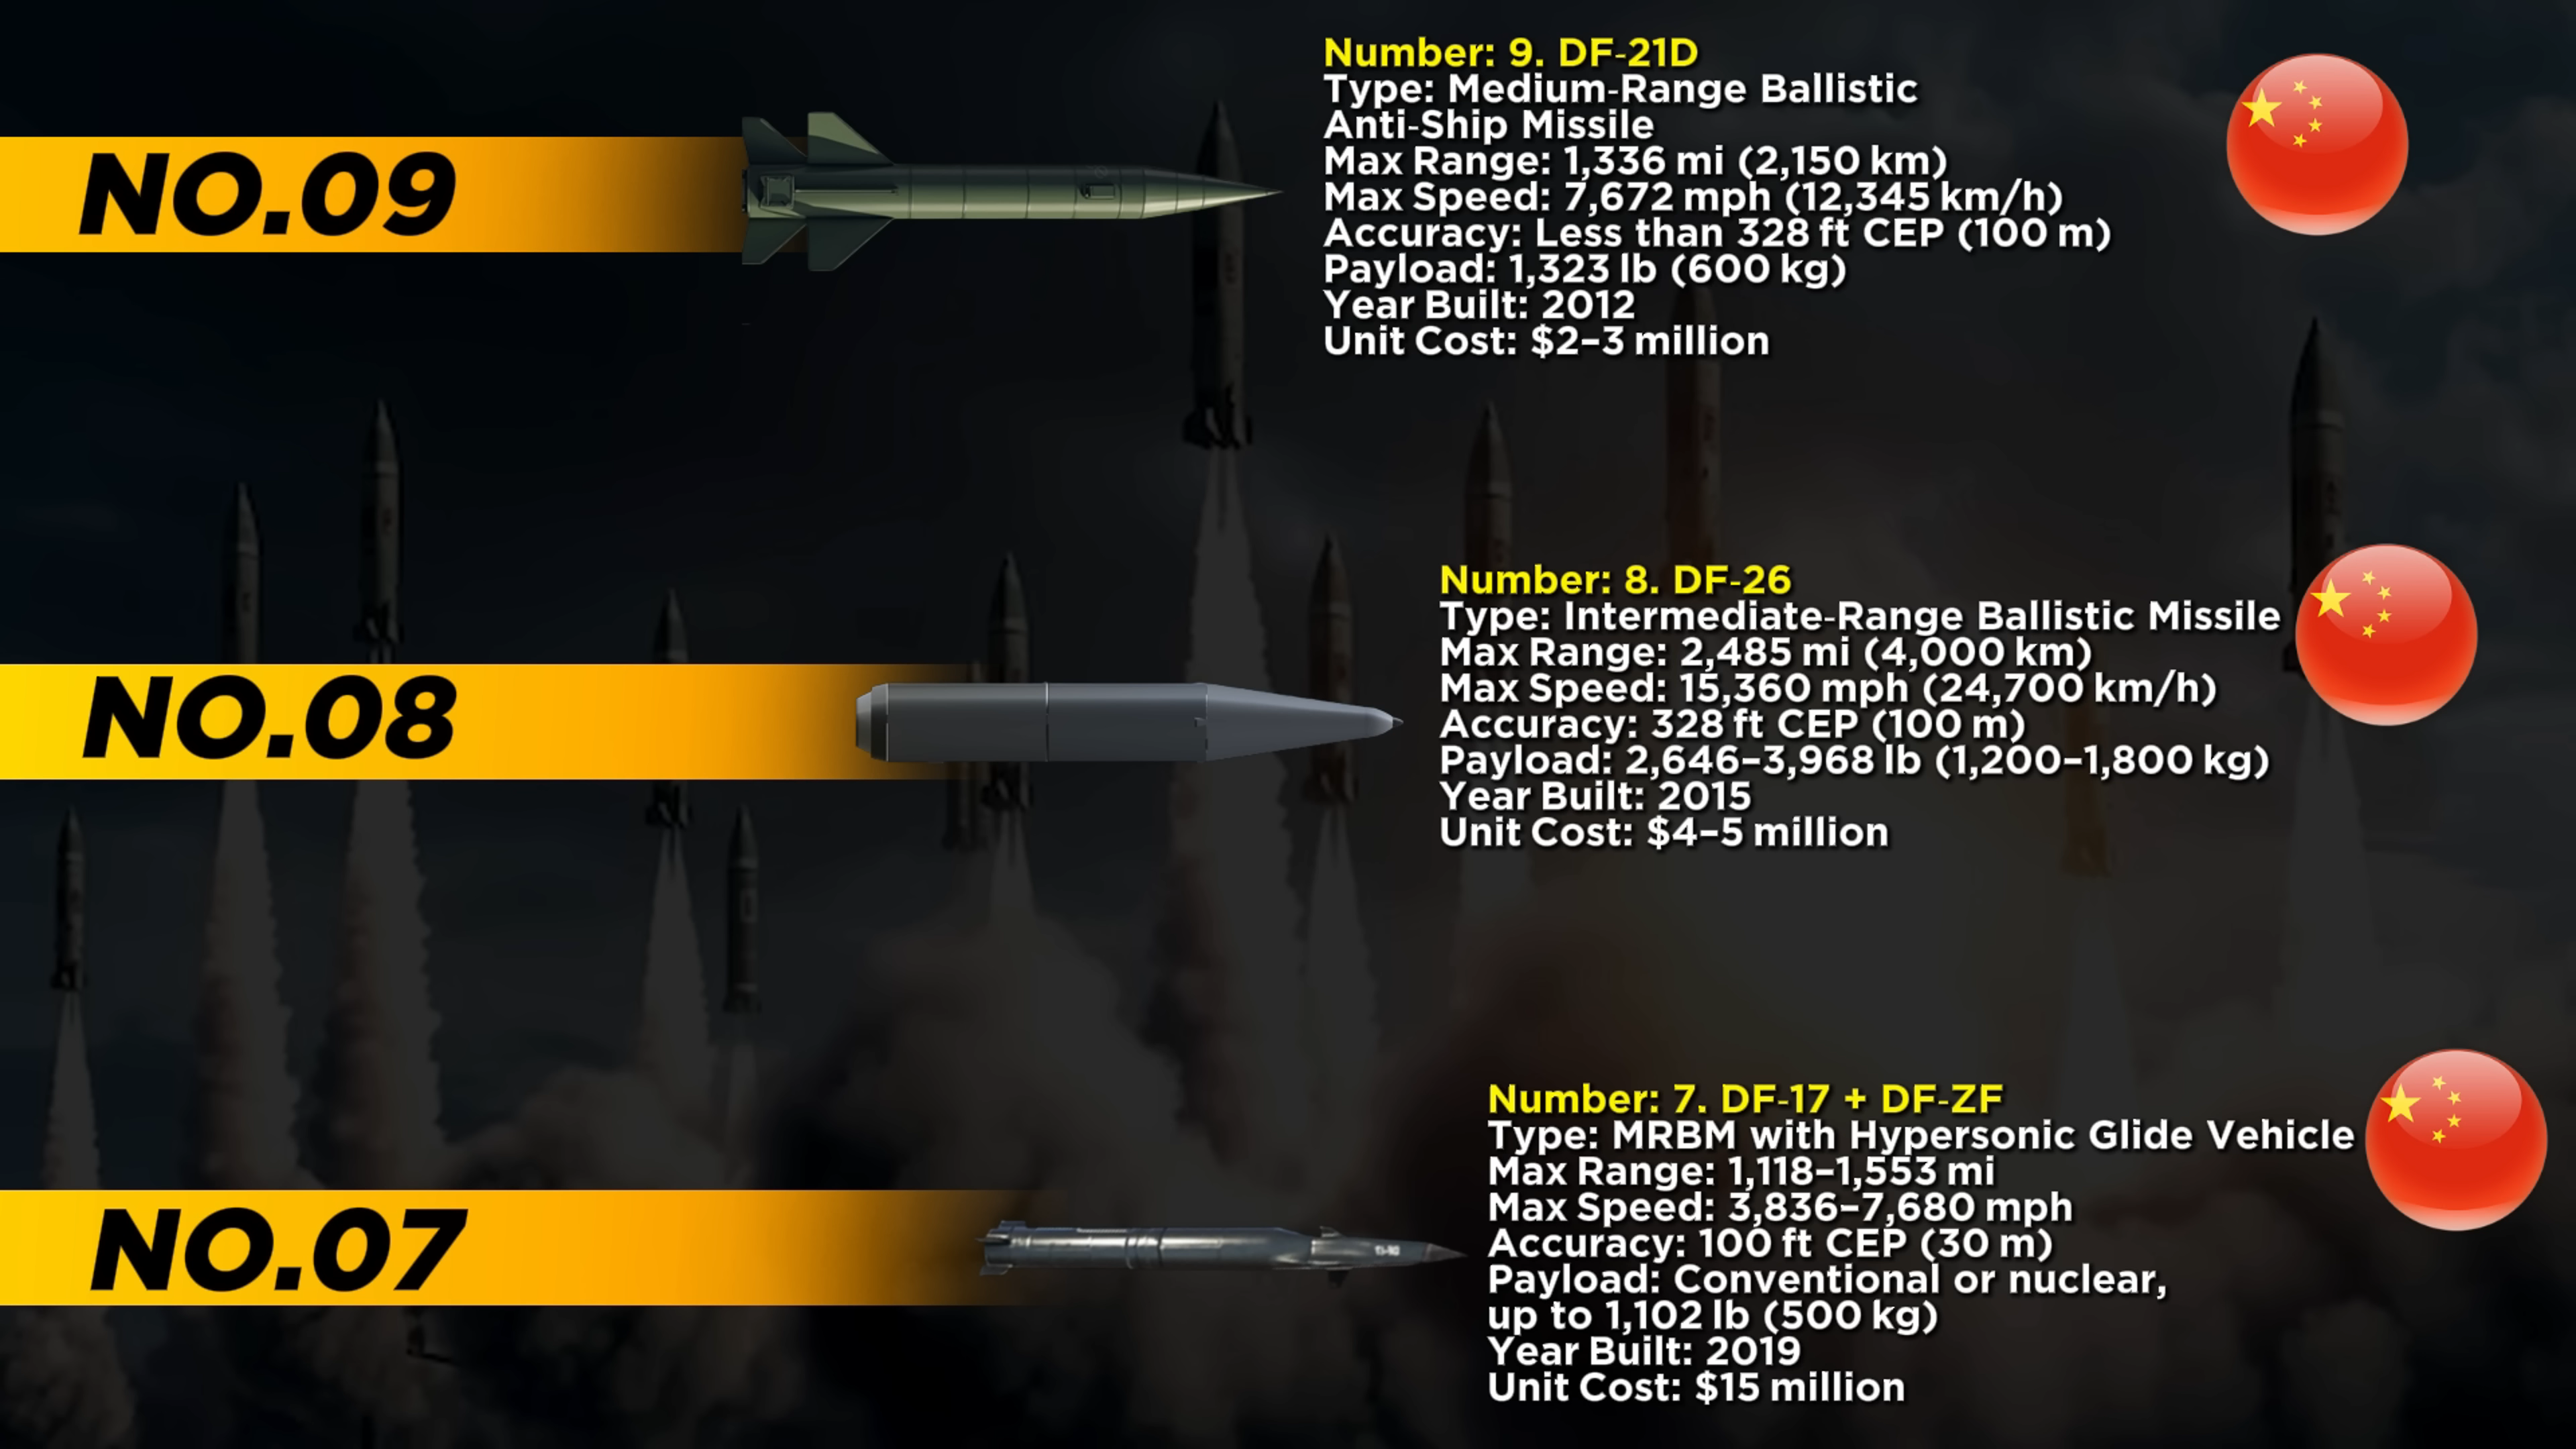 NO.09
Number: 9. DF-21D
Type: Medium-Range Ballistic
Anti-Ship Missile
Max Range: 1,336 mi (2,150 km)
Max Speed: 7,672 mph (12,345 km/h)
Accuracy: Less than 328 ft CEP (100 m)
Payload: 1,323 lb (600 kg)
Year Built: 2012
Unit Cost: $2–3 million
NO.08
Number: 8. DF-26
Type: Intermediate-Range Ballistic Missile
Max Range: 2,485 mi (4,000 km)
Max Speed: 15,360 mph (24,700 km/h)
Accuracy: 328 ft CEP (100 m)
Payload: 2,646–3,968 lb (1,200–1,800 kg)
Year Built: 2015
Unit Cost: $4–5 million
NO.07
Number: 7. DF-17 + DF-ZF
Type: MRBM with Hypersonic Glide Vehicle
Max Range: 1,118–1,553 mi
Max Speed: 3,836–7,680 mph
Accuracy: 100 ft CEP (30 m)
Payload: Conventional or nuclear,
up to 1,102 lb (500 kg)
Year Built: 2019
Unit Cost: $15 million